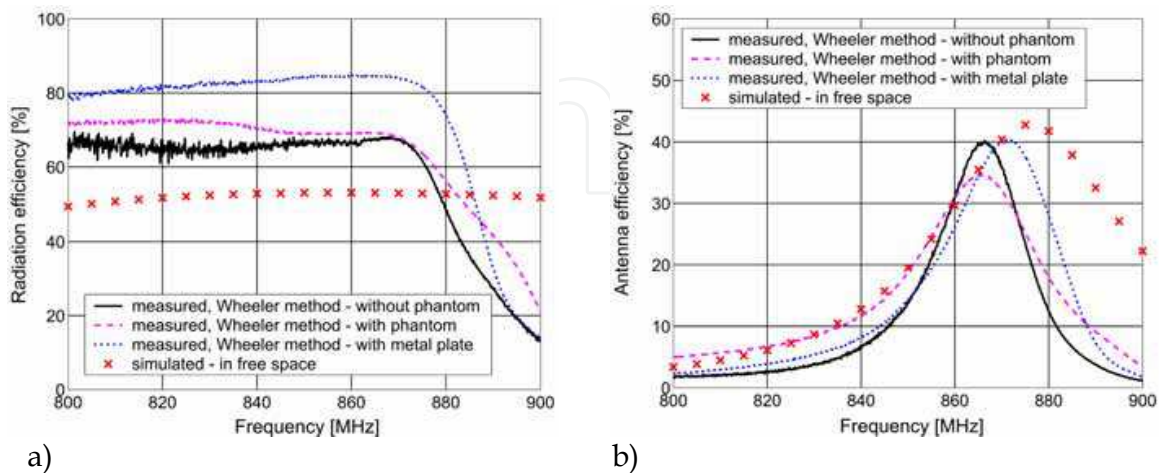 100
80
60
40
20
0
Radiation efficiency [%]
measured, Wheeler method - without phantom
measured, Wheeler method - with phantom
measured, Wheeler method - with metal plate
simulated - in free space
800 820 840 860 880 900
Frequency [MHz]
a)
60
50
40
30
20
10
0
Antenna efficiency [%]
measured, Wheeler method - without phantom
measured, Wheeler method - with phantom
measured, Wheeler method - with metal plate
simulated - in free space
800 820 840 860 880 900
Frequency [MHz]
b)